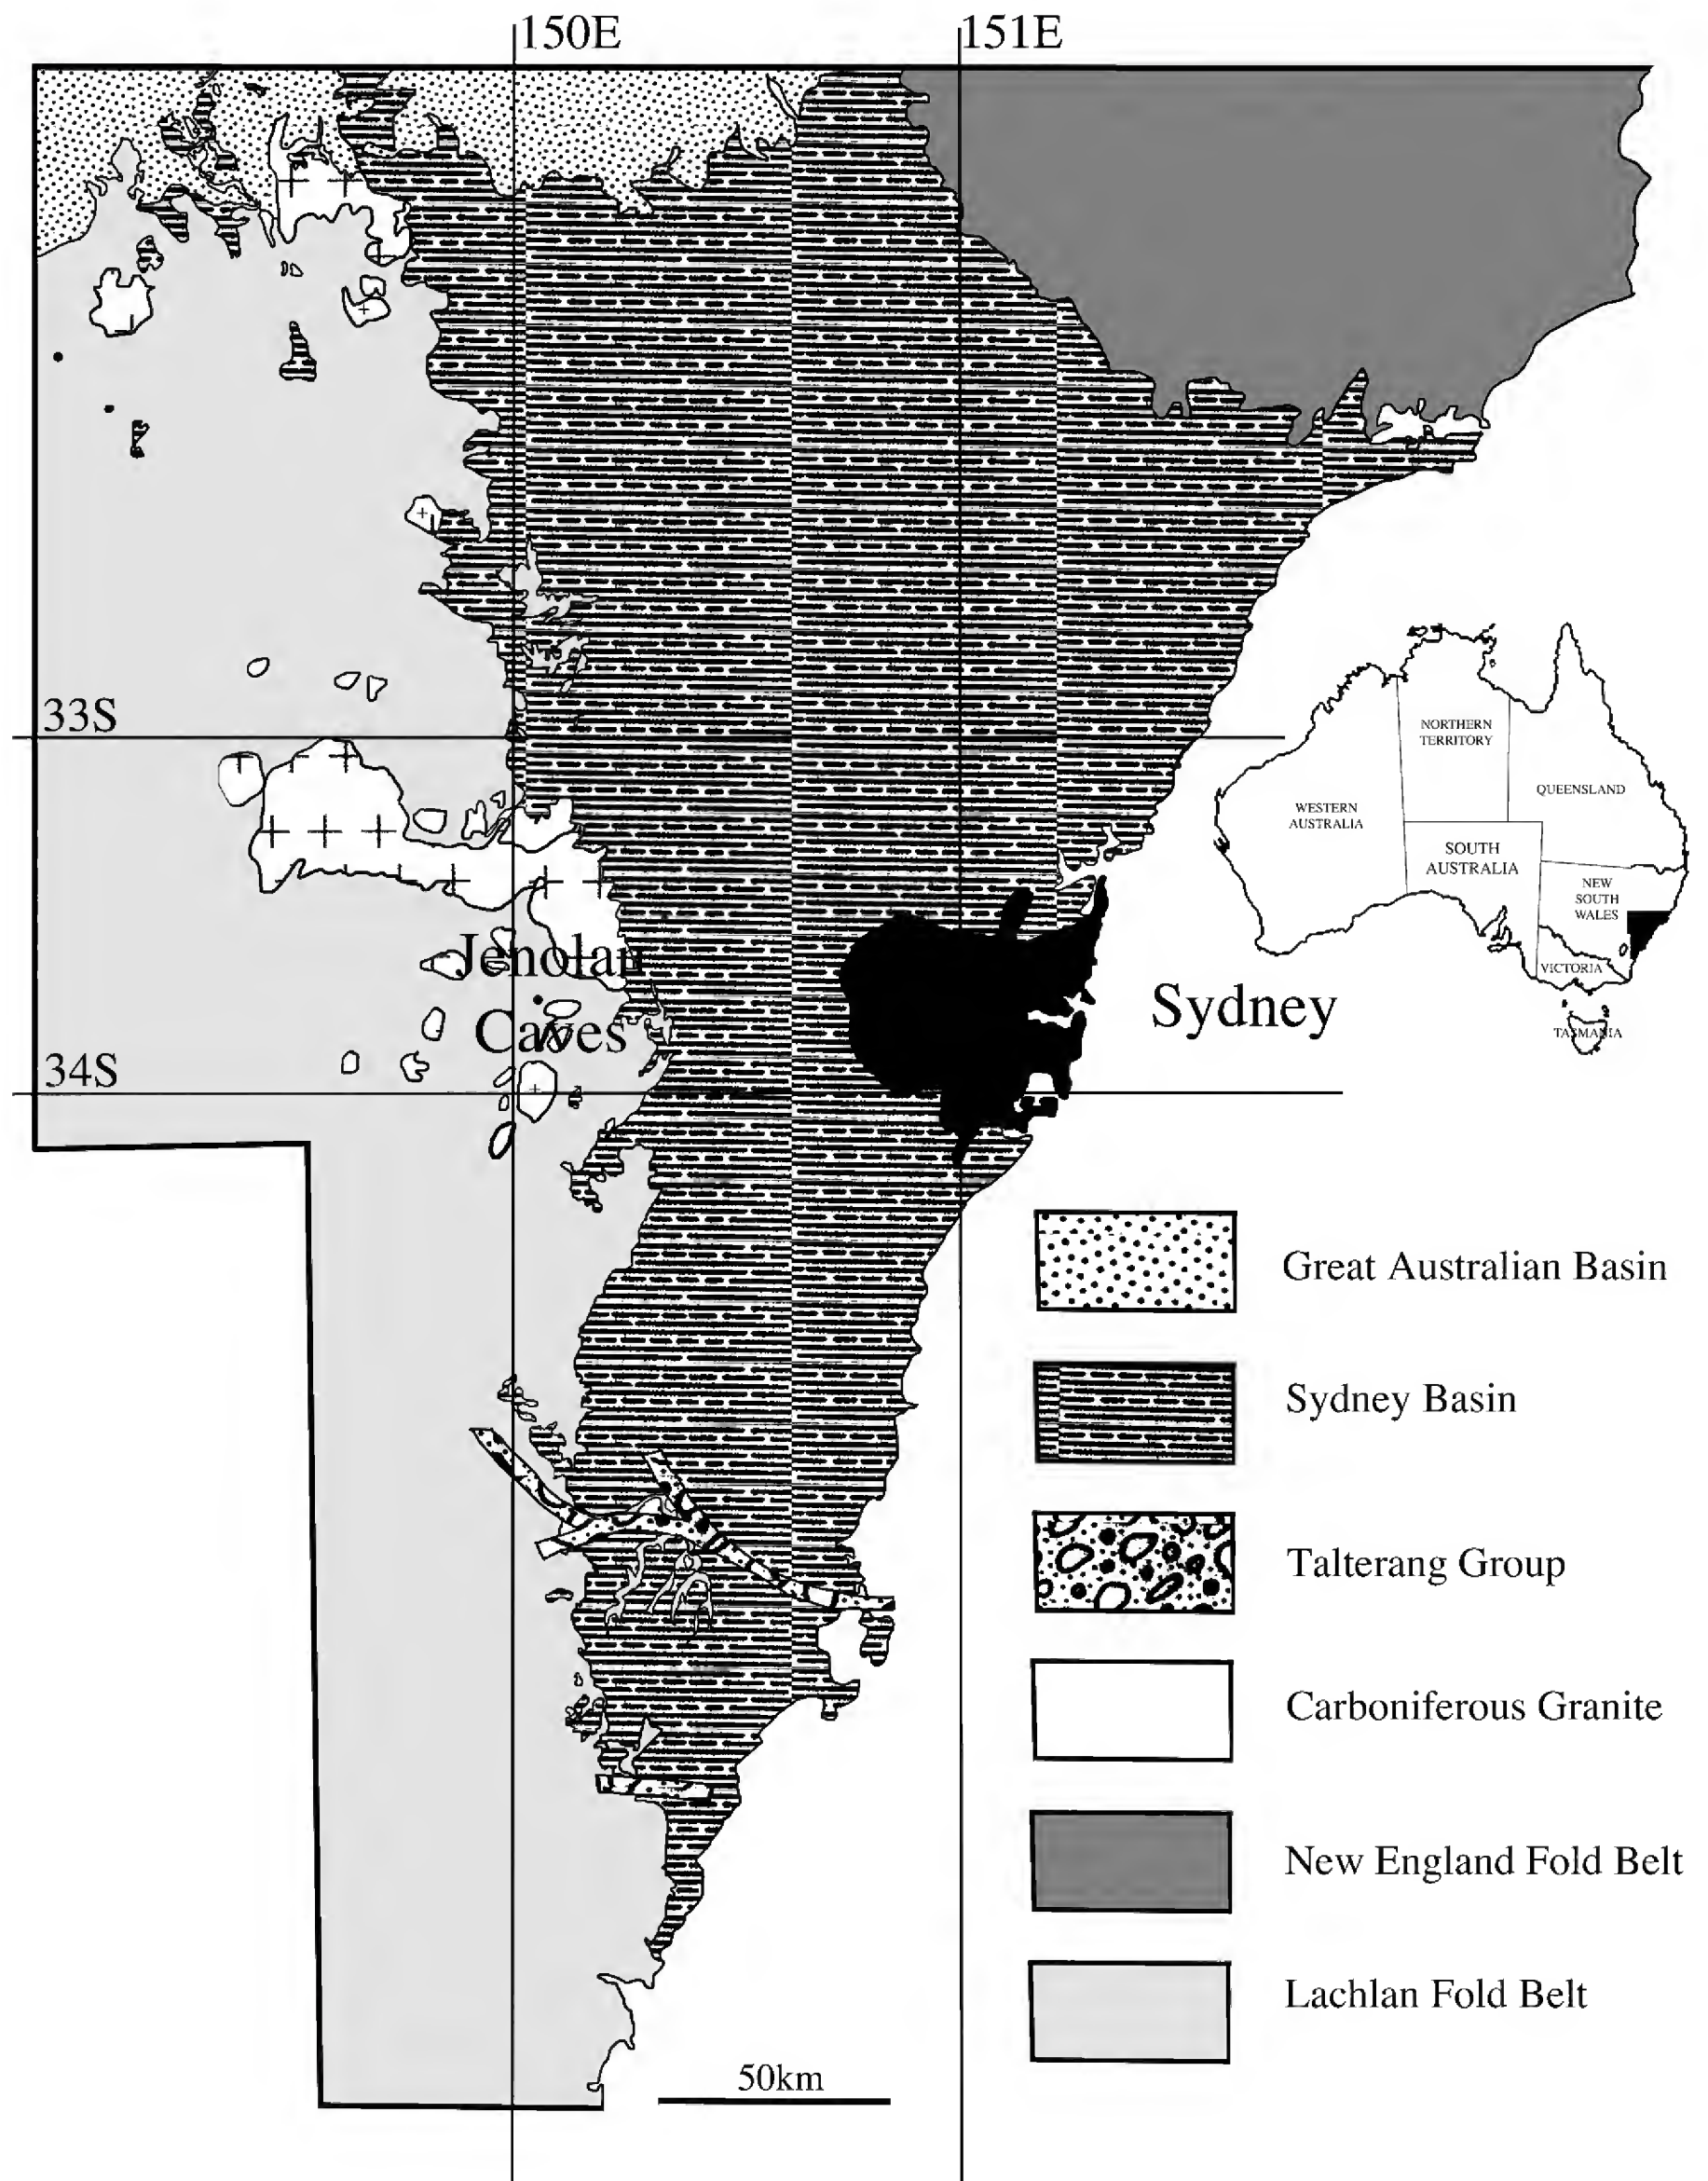 150E
151E
33S
NORTHERN
TERRITORY
QUEENSLAND
WESTERN
AUSTRALIA
SOUTH
AUSTRALIA
NEW
SOUTH
WALES
VICTORIA
TASMANIA
Jenolan
Caves
Sydney
34S
Great Australian Basin
Sydney Basin
Talterang Group
Carboniferous Granite
New England Fold Belt
Lachlan Fold Belt
50km